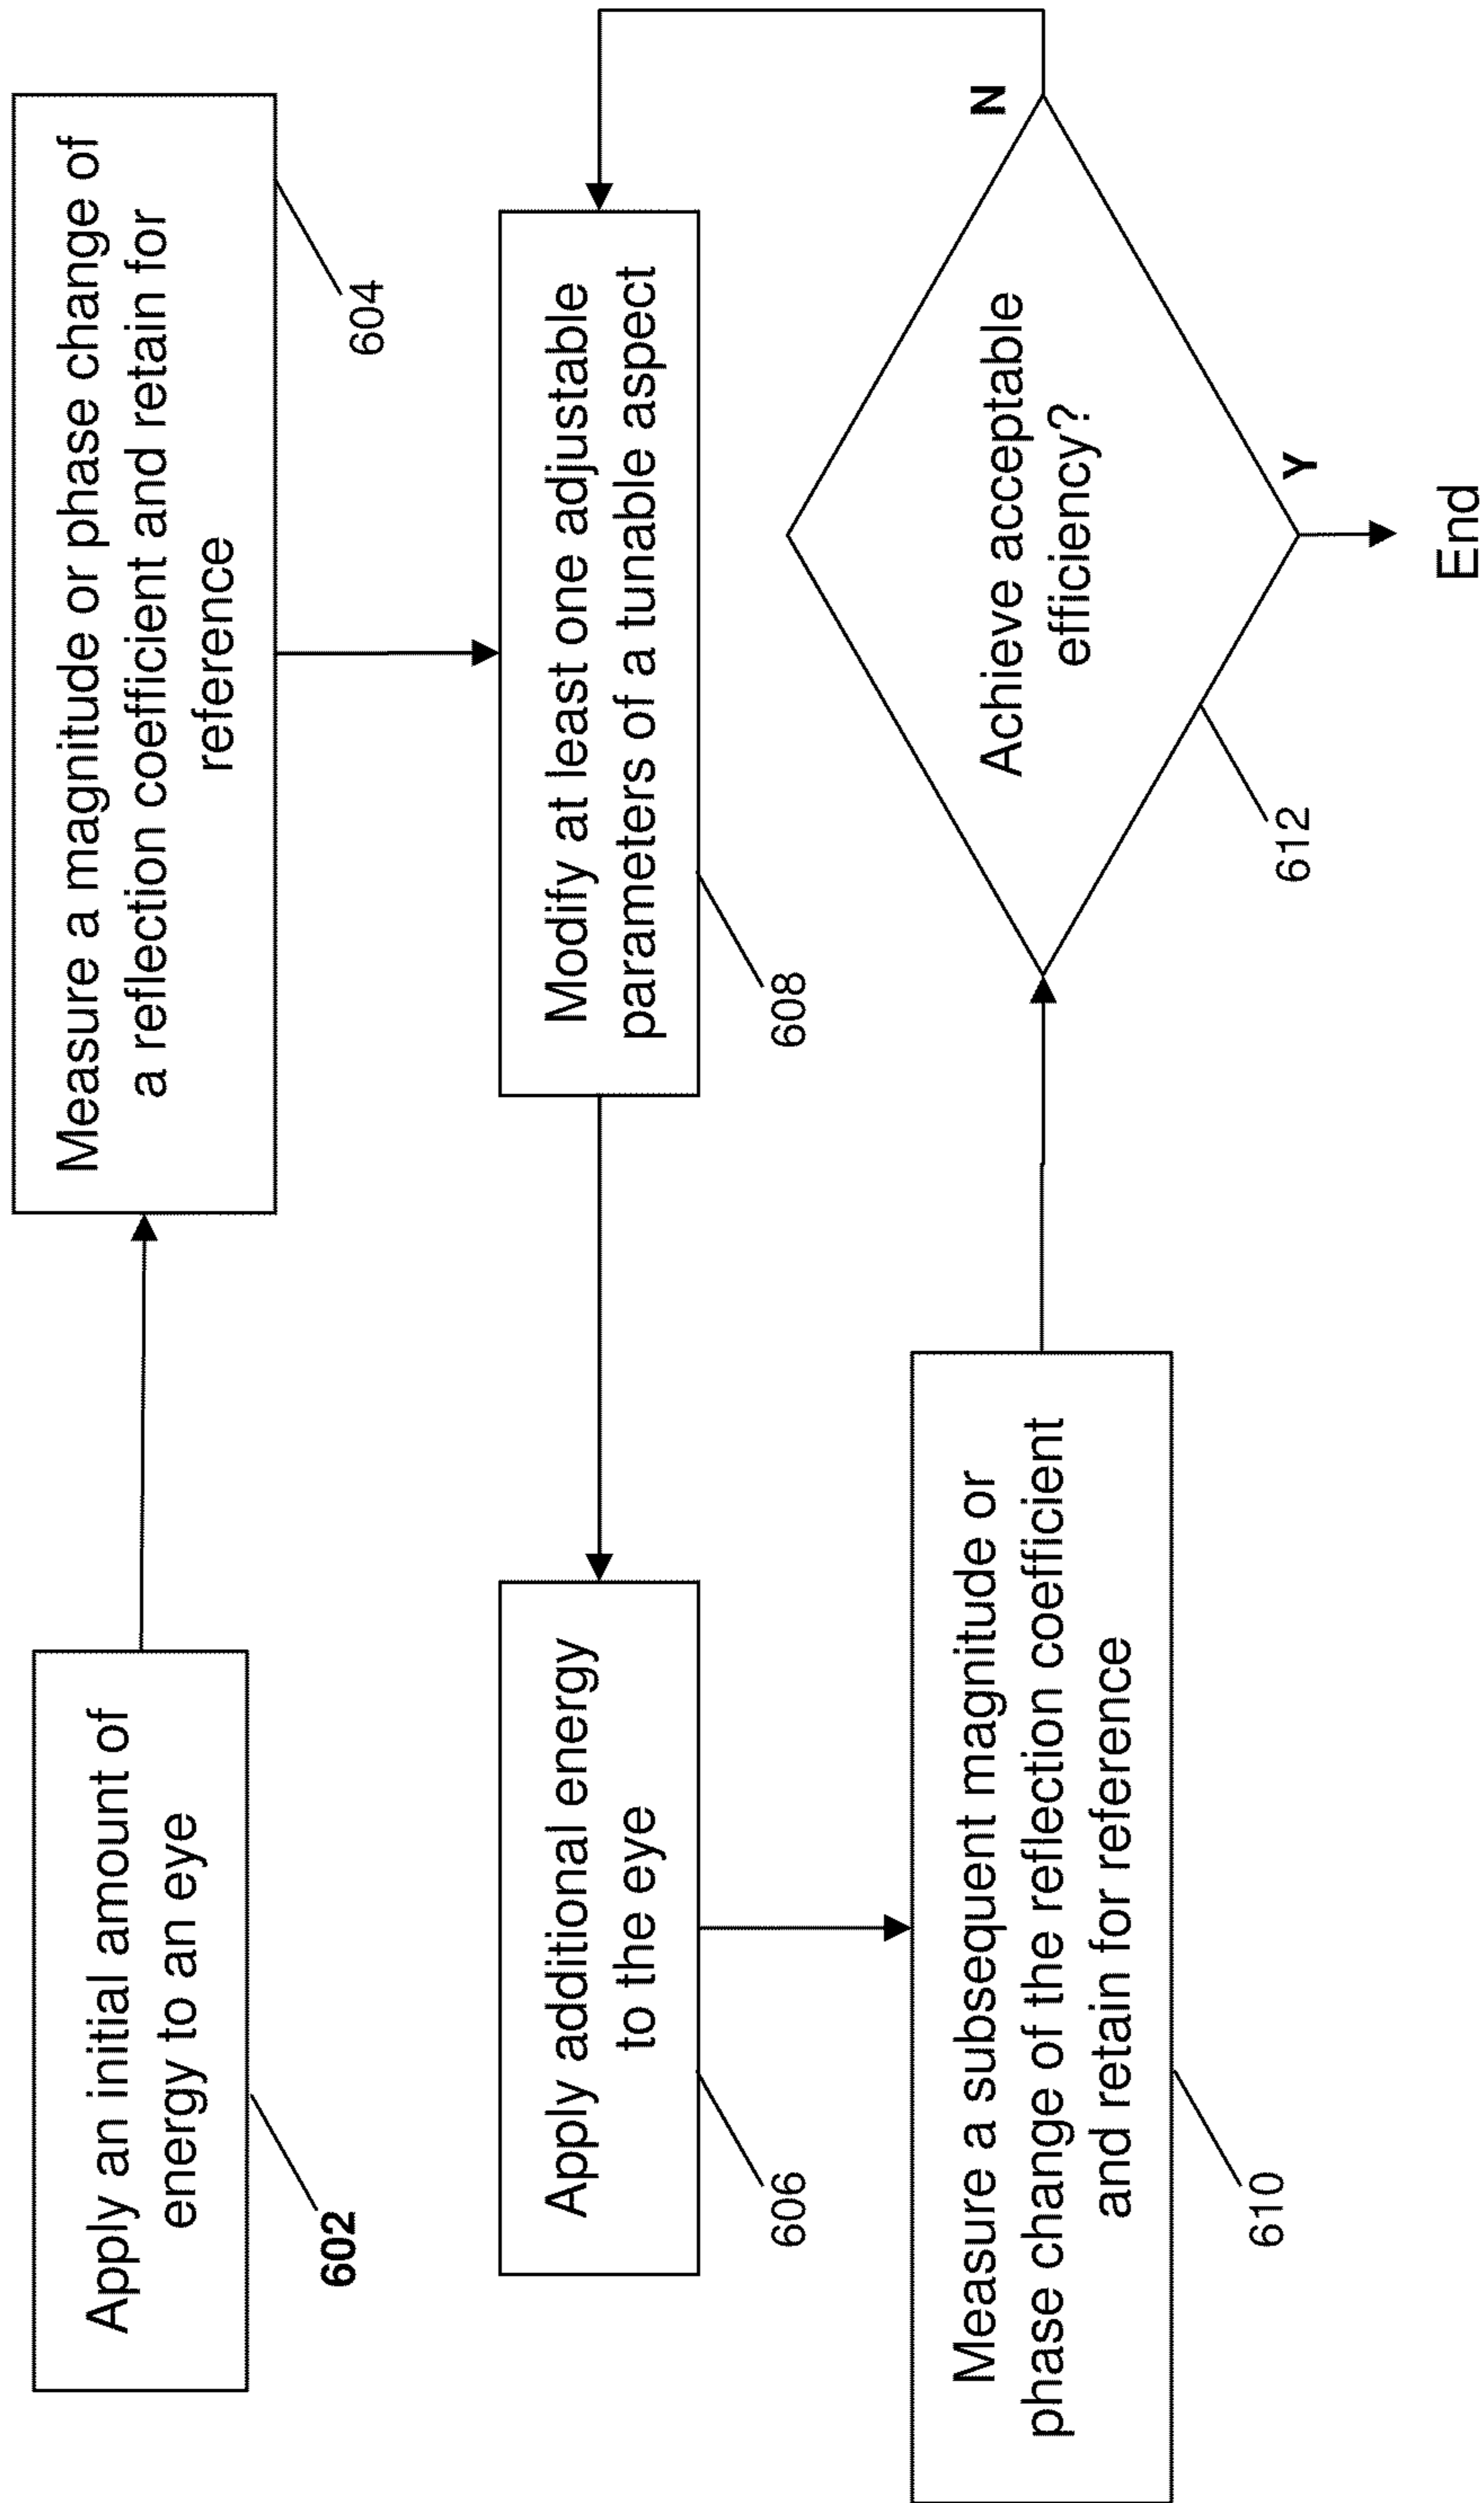 Apply an initial amount of
energy to an eye
602
Measure a magnitude or phase change of
a reflection coefficient and retain for
reference
604
Modify at least one adjustable
parameters of a tunable aspect
608
Apply additional energy
to the eye
606
Measure a subsequent magnitude or
phase change of the reflection coefficient
and retain for reference
610
Achieve acceptable
efficiency?
612
N
Y
End